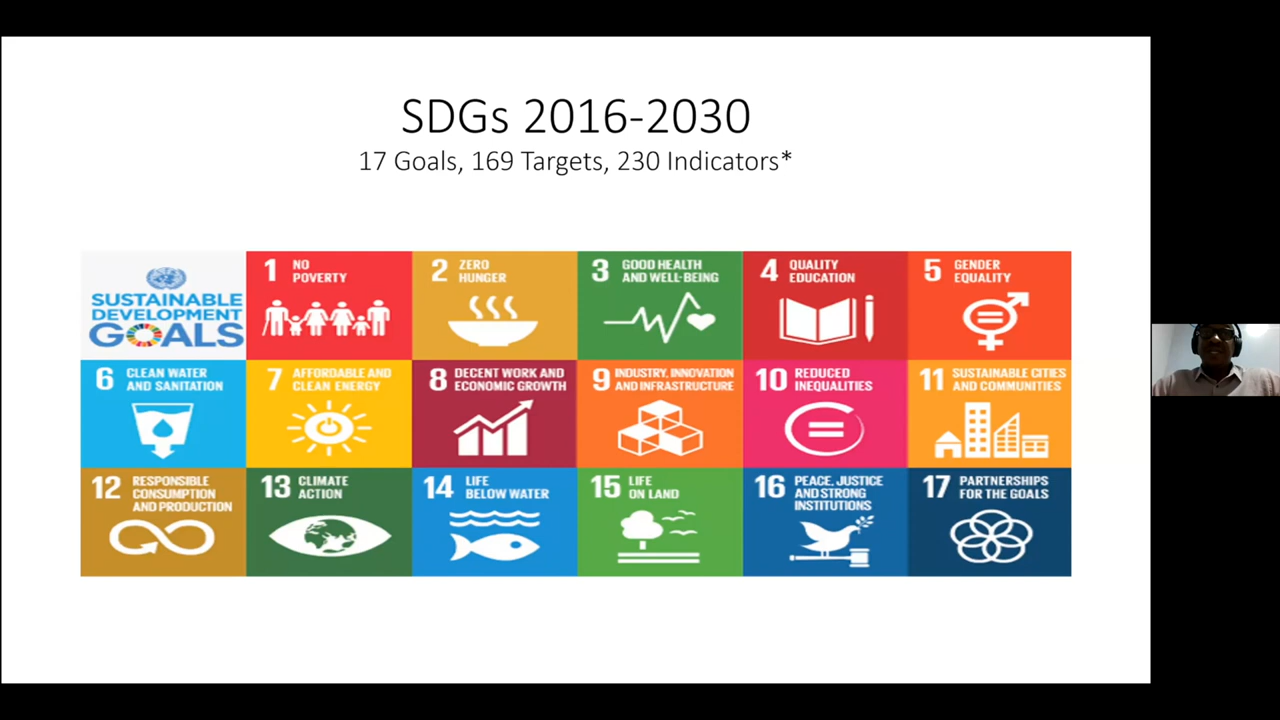 SDGs 2016-2030
17 Goals, 169 Targets, 230 Indicators*
SUSTAINABLE
DEVELOPMENT
GOALS
1 NO
POVERTY
2 ZERO
HUNGER
3 GOOD HEALTH
AND WELL-BEING
4 QUALITY
EDUCATION
5 GENDER
EQUALITY
6 CLEAN WATER
AND SANITATION
7 AFFORDABLE AND
CLEAN ENERGY
8 DECENT WORK AND
ECONOMIC GROWTH
9 INDUSTRY, INNOVATION
AND INFRASTRUCTURE
10 REDUCED
INEQUALITIES
11 SUSTAINABLE CITIES
AND COMMUNITIES
12 RESPONSIBLE
CONSUMPTION
AND PRODUCTION
13 CLIMATE
ACTION
14 LIFE
BELOW WATER
15 LIFE
ON LAND
16 PEACE, JUSTICE
AND STRONG
INSTITUTIONS
17 PARTNERSHIPS
FOR THE GOALS